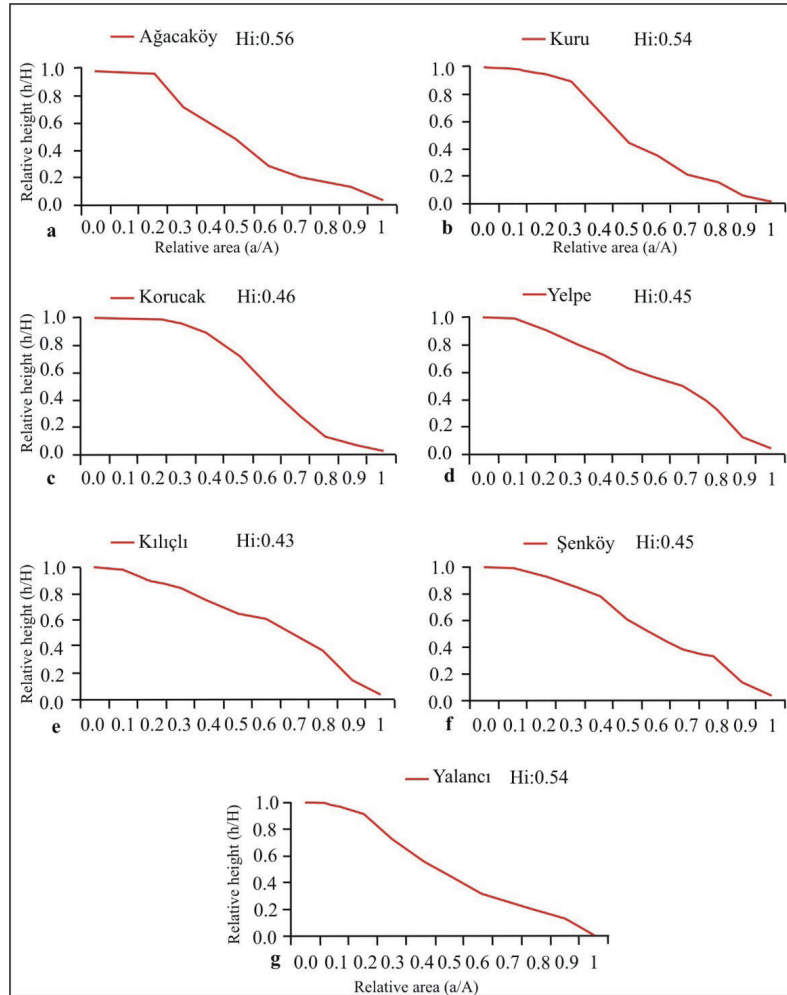 Ağacaköy Hi:0.56
Relative height (h/H)
1.0
0.8
0.6
0.4
0.2
0.0
0.0 0.1 0.2 0.3 0.4 0.5 0.6 0.7 0.8 0.9 1
a
Relative area (a/A)
Kuru Hi:0.54
Relative height (h/H)
1.0
0.8
0.6
0.4
0.2
0.0
0.0 0.1 0.2 0.3 0.4 0.5 0.6 0.7 0.8 0.9 1
b
Relative area (a/A)
Korucak Hi:0.46
1.0
0.8
0.6
0.4
0.2
0.0
0.0 0.1 0.2 0.3 0.4 0.5 0.6 0.7 0.8 0.9 1
c
Yelpe Hi:0.45
1.0
0.8
0.6
0.4
0.2
0.0
0.0 0.1 0.2 0.3 0.4 0.5 0.6 0.7 0.8 0.9 1
d
Kılıçlı Hi:0.43
Relative height (h/H)
1.0
0.8
0.6
0.4
0.2
0.0
0.0 0.1 0.2 0.3 0.4 0.5 0.6 0.7 0.8 0.9 1
e
Şenköy Hi:0.45
1.0
0.8
0.6
0.4
0.2
0.0
0.0 0.1 0.2 0.3 0.4 0.5 0.6 0.7 0.8 0.9 1
f
Yalancı Hi:0.54
Relative height (h/H)
1.0
0.8
0.6
0.4
0.2
0.0
0.0 0.1 0.2 0.3 0.4 0.5 0.6 0.7 0.8 0.9 1
g
Relative area (a/A)